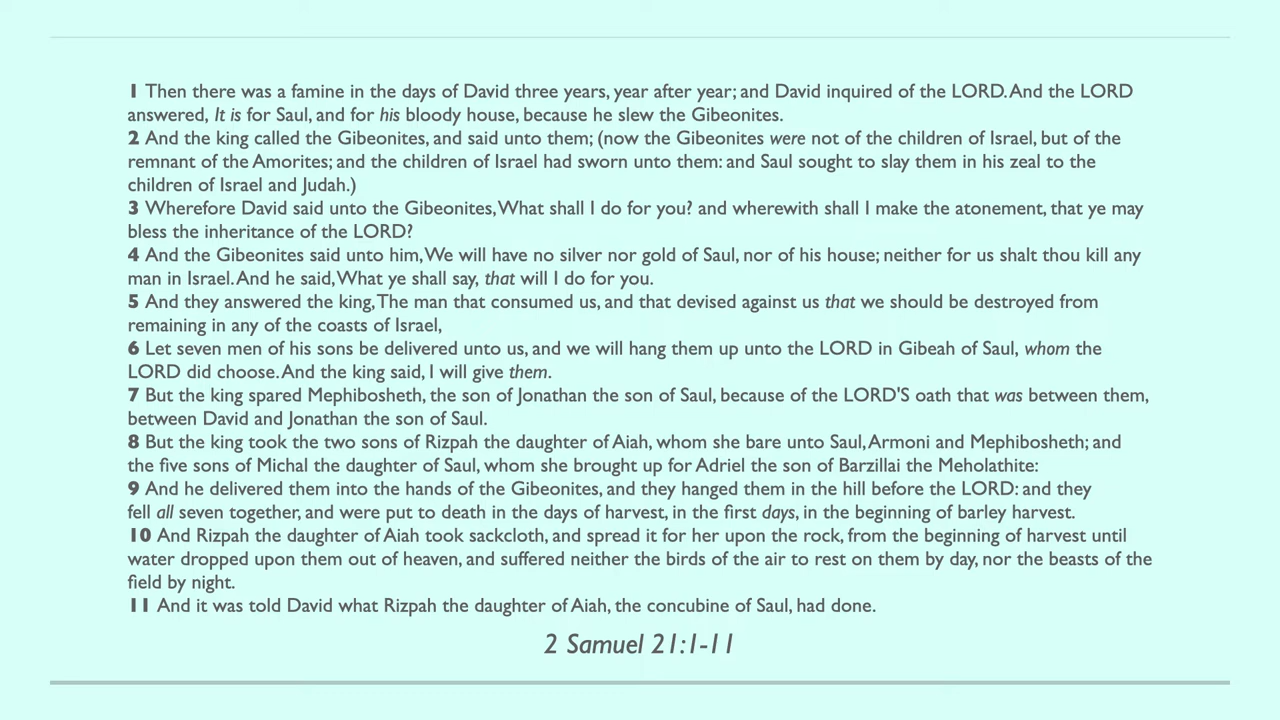 1 Then there was a famine in the days of David three years, year after year; and David inquired of the LORD. And the LORD
answered, It is for Saul, and for his bloody house, because he slew the Gibeonites.
2 And the king called the Gibeonites, and said unto them; (now the Gibeonites were not of the children of Israel, but of the
remnant of the Amorites; and the children of Israel had sworn unto them: and Saul sought to slay them in his zeal to the
children of Israel and Judah.)
3 Wherefore David said unto the Gibeonites, What shall I do for you? and wherewith shall I make the atonement, that ye may
bless the inheritance of the LORD?
4 And the Gibeonites said unto him, We will have no silver nor gold of Saul, nor of his house; neither for us shalt thou kill any
man in Israel. And he said, What ye shall say, that will I do for you.
5 And they answered the king, The man that consumed us, and that devised against us that we should be destroyed from
remaining in any of the coasts of Israel,
6 Let seven men of his sons be delivered unto us, and we will hang them up unto the LORD in Gibeah of Saul, whom the
LORD did choose. And the king said, I will give them.
7 But the king spared Mephibosheth, the son of Jonathan the son of Saul, because of the LORD'S oath that was between them,
between David and Jonathan the son of Saul.
8 But the king took the two sons of Rizpah the daughter of Aiah, whom she bare unto Saul, Armoni and Mephibosheth; and
the five sons of Michal the daughter of Saul, whom she brought up for Adriel the son of Barzillai the Meholathite:
9 And he delivered them into the hands of the Gibeonites, and they hanged them in the hill before the LORD: and they
fell all seven together, and were put to death in the days of harvest, in the first days, in the beginning of barley harvest.
10 And Rizpah the daughter of Aiah took sackcloth, and spread it for her upon the rock, from the beginning of harvest until
water dropped upon them out of heaven, and suffered neither the birds of the air to rest on them by day, nor the beasts of the
field by night.
11 And it was told David what Rizpah the daughter of Aiah, the concubine of Saul, had done.
2 Samuel 21:1-11